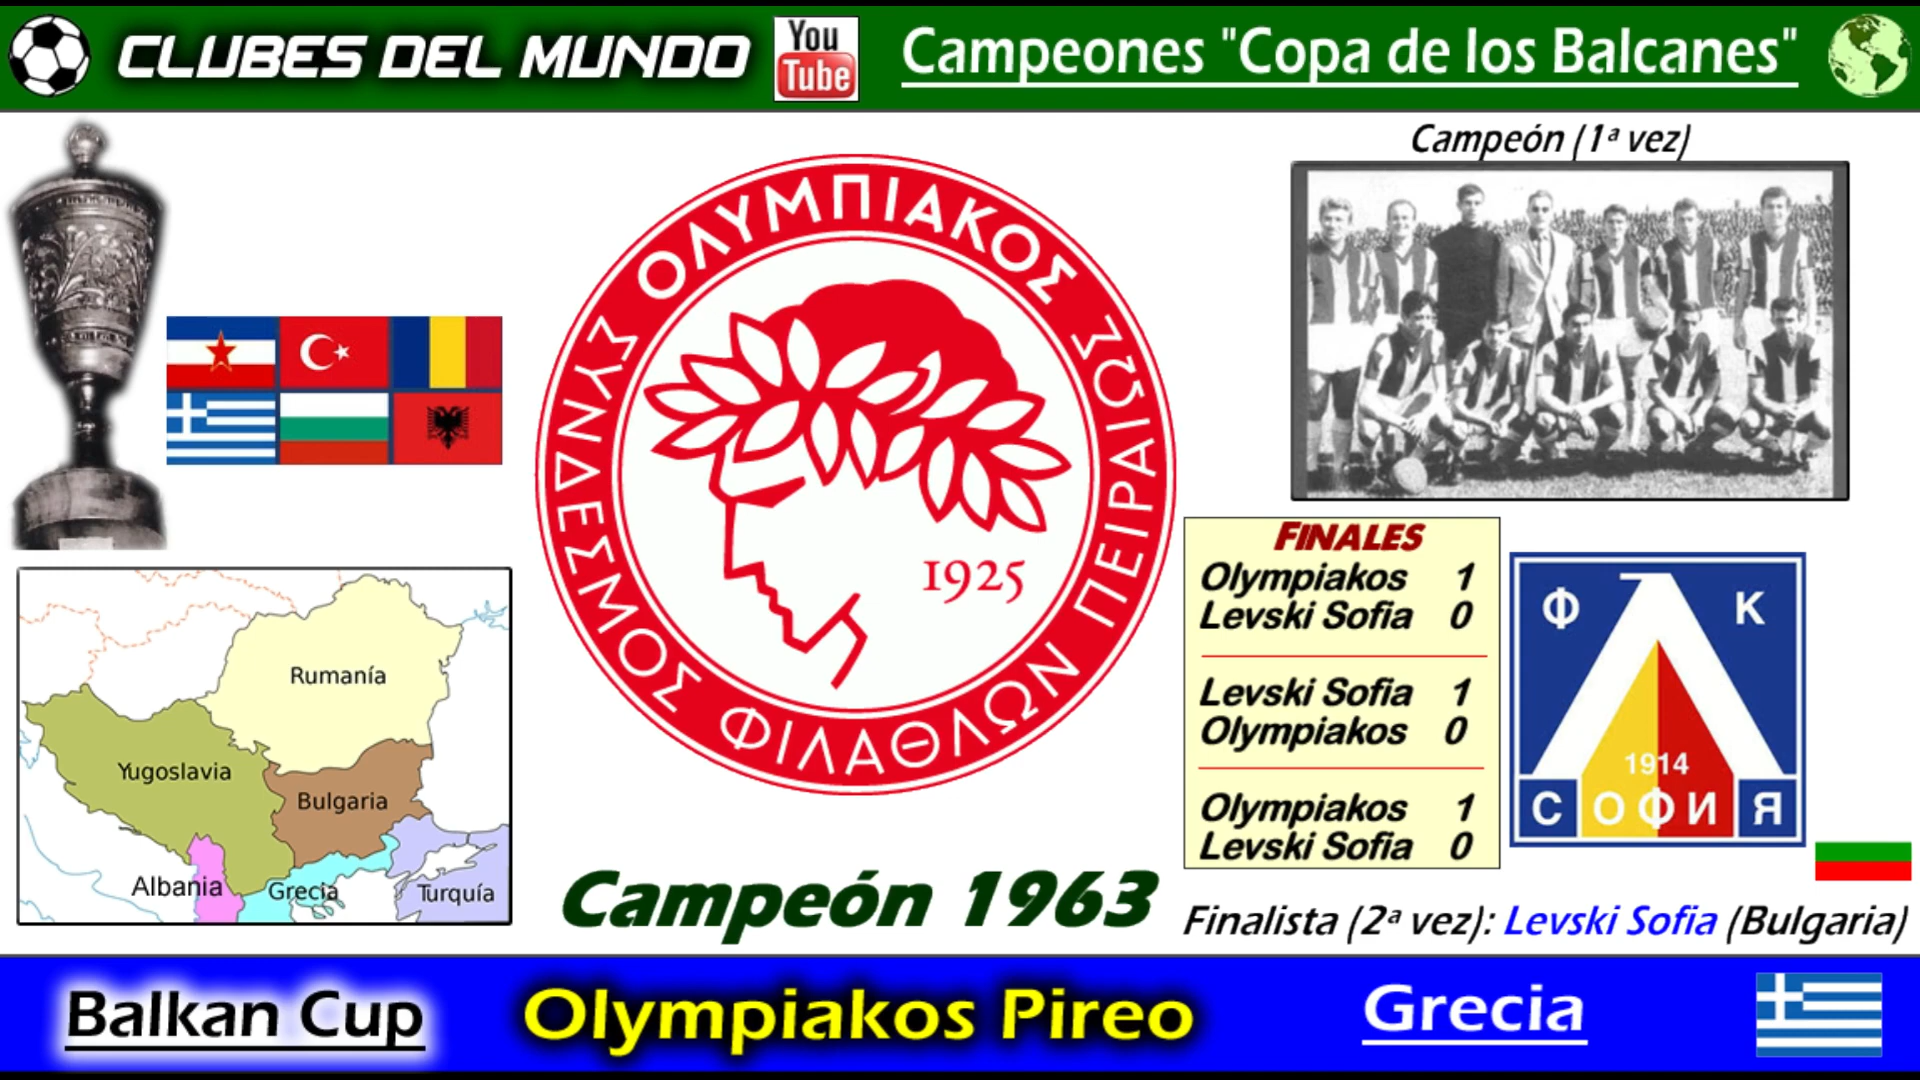 CLUBES DEL MUNDO
You
Tube
Campeones "Copa de los Balcanes"
Campeón (1ª vez)
ΟΛΥΜΠΙΑΚΟΣ
ΣΥΝΔΕΣΜΟΣ ΦΙΛΑΘΛΩΝ ΠΕΙΡΑΙΩΣ
1925
Rumanía
Yugoslavia
Bulgaria
Albania
Grecia
Turquía
FINALES
Olympiakos 1
Levski Sofia 0
Levski Sofia 1
Olympiakos 0
Olympiakos 1
Levski Sofia 0
Ф К
1914
СОФИЯ
Campeón 1963
Finalista (2ª vez): Levski Sofia (Bulgaria)
Balkan Cup
Olympiakos Pireo
Grecia